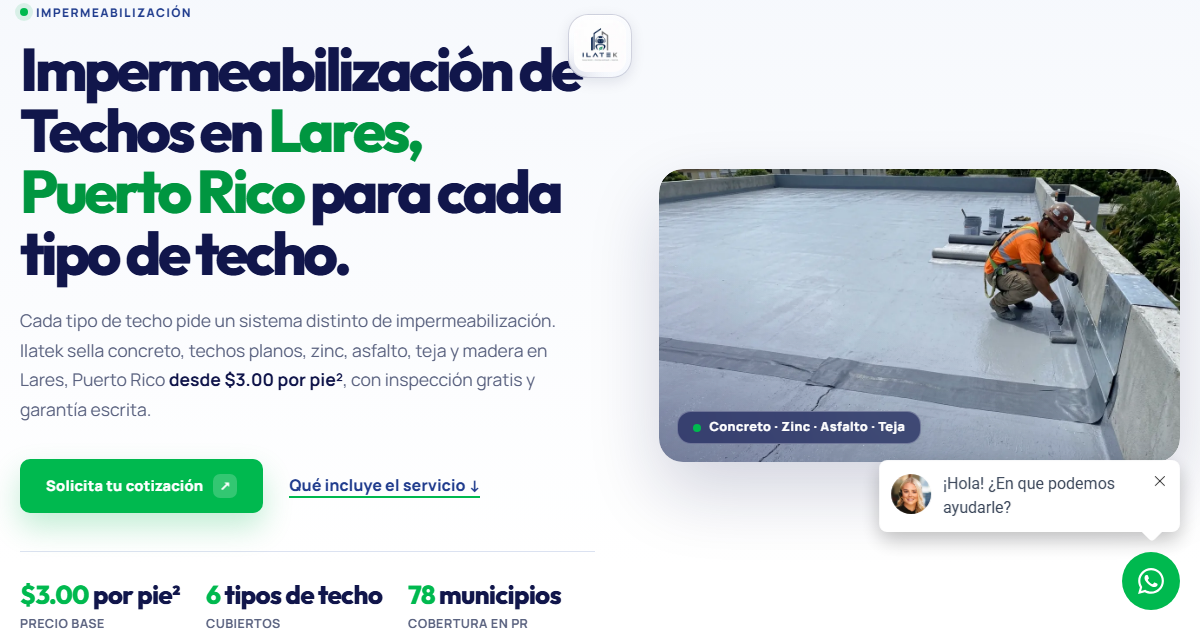 IMPERMEABILIZACIÓN
ILATEK
Impermeabilización de
Techos en Lares,
Puerto Rico para cada
tipo de techo.
Cada tipo de techo pide un sistema distinto de impermeabilización.
Ilatek sella concreto, techos planos, zinc, asfalto, teja y madera en
Lares, Puerto Rico desde $3.00 por pie², con inspección gratis y
garantía escrita.
Solicita tu cotización ↗
Qué incluye el servicio ↓
Concreto · Zinc · Asfalto · Teja
¡Hola! ¿En que podemos
ayudarle?
$3.00 por pie²
PRECIO BASE
6 tipos de techo
CUBIERTOS
78 municipios
COBERTURA EN PR